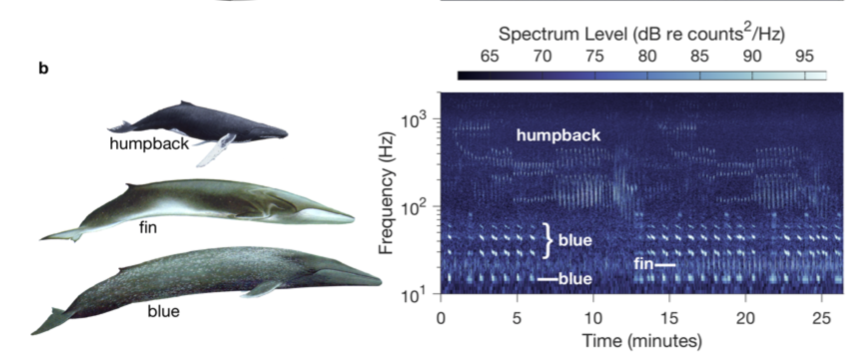 b
humpback
fin
blue
Spectrum Level (dB re counts²/Hz)
65 70 75 80 85 90 95
Frequency (Hz)
10³
10²
10¹
humpback
blue
fin
blue
0 5 10 15 20 25
Time (minutes)